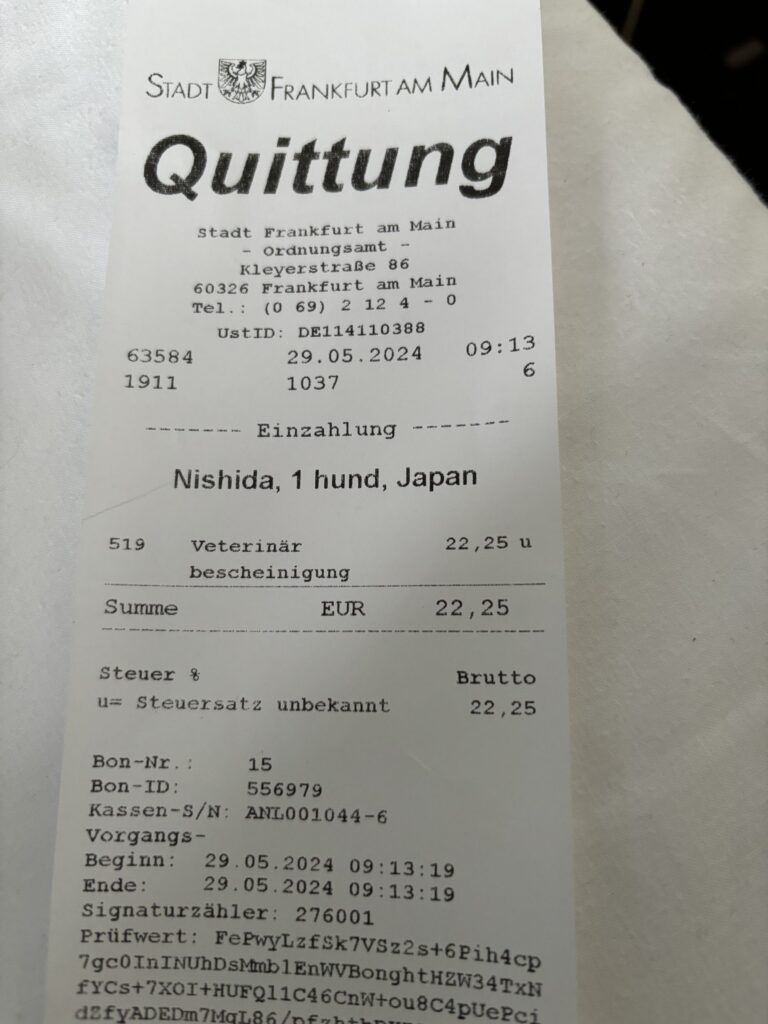 STADT FRANKFURT AM MAIN
Quittung
Stadt Frankfurt am Main
- Ordnungsamt -
Kleyerstraße 86
60326 Frankfurt am Main
Tel.: (0 69) 2 12 4 - 0
UstID: DE114110388
63584 29.05.2024 09:13
1911 1037 6
------- Einzahlung -------
Nishida, 1 hund, Japan
519 Veterinär 22,25 u
bescheinigung
Summe EUR 22,25
Steuer % Brutto
u= Steuersatz unbekannt 22,25
Bon-Nr.: 15
Bon-ID: 556979
Kassen-S/N: ANL001044-6
Vorgangs-
Beginn: 29.05.2024 09:13:19
Ende: 29.05.2024 09:13:19
Signaturzähler: 276001
Prüfwert: FePwyLzfSk7VSz2s+6Pih4cp
7gc0InINUhDsMmblEnWVBonghtHZW34TxN
fYCs+7XOI+HUFQl1C46CnW+ou8C4pUePci